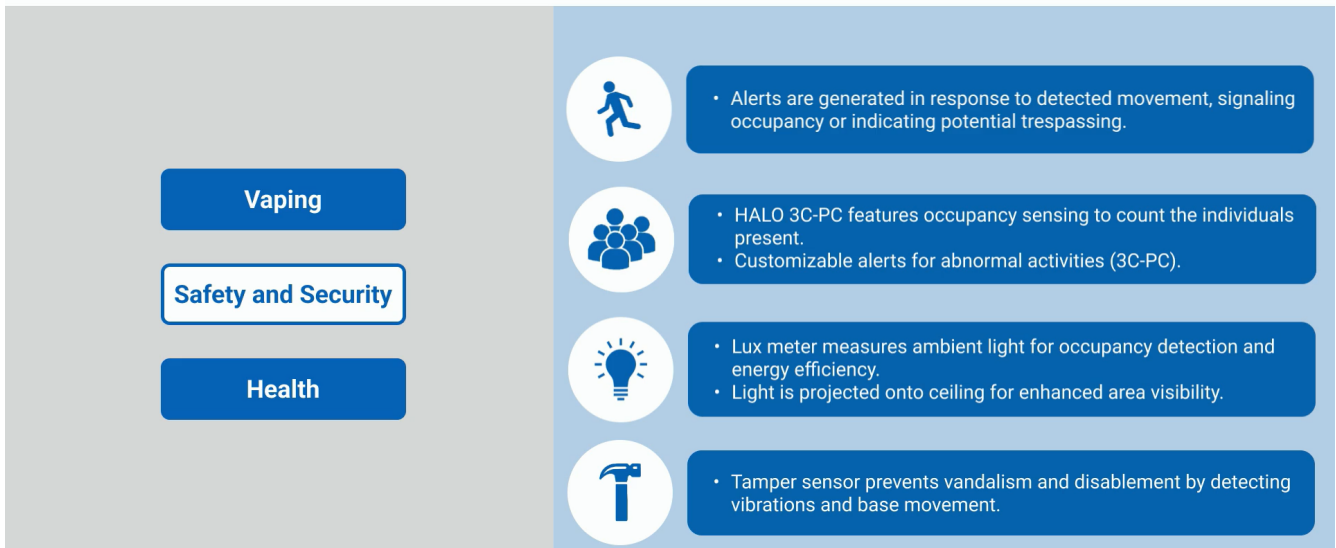 Vaping
Safety and Security
Health
• Alerts are generated in response to detected movement, signaling
occupancy or indicating potential trespassing.
• HALO 3C-PC features occupancy sensing to count the individuals
present.
• Customizable alerts for abnormal activities (3C-PC).
• Lux meter measures ambient light for occupancy detection and
energy efficiency.
• Light is projected onto ceiling for enhanced area visibility.
• Tamper sensor prevents vandalism and disablement by detecting
vibrations and base movement.